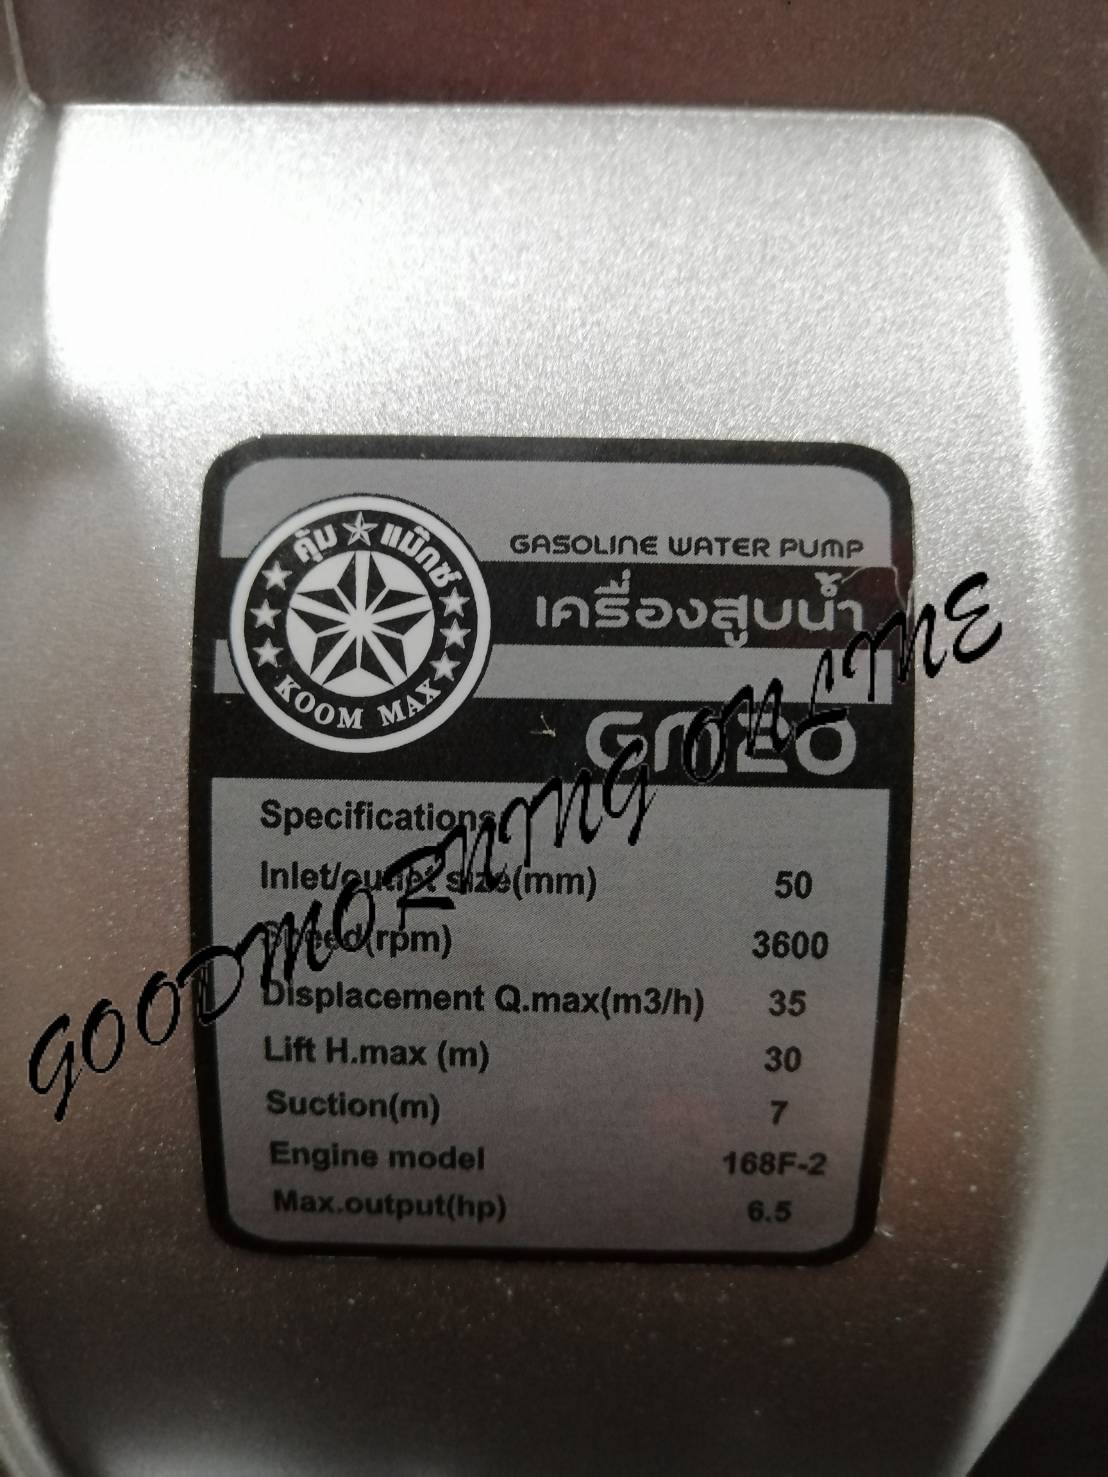 คุ้ม แม๊กซ์
KOOM MAX
GASOLINE WATER PUMP
เครื่องสูบน้ำ
GOODMORNING ONLINE
Specifications
Inlet/outlet size(mm) 50
Speed(rpm) 3600
Displacement Q.max(m3/h) 35
Lift H.max (m) 30
Suction(m) 7
Engine model 168F-2
Max.output(hp) 6.5